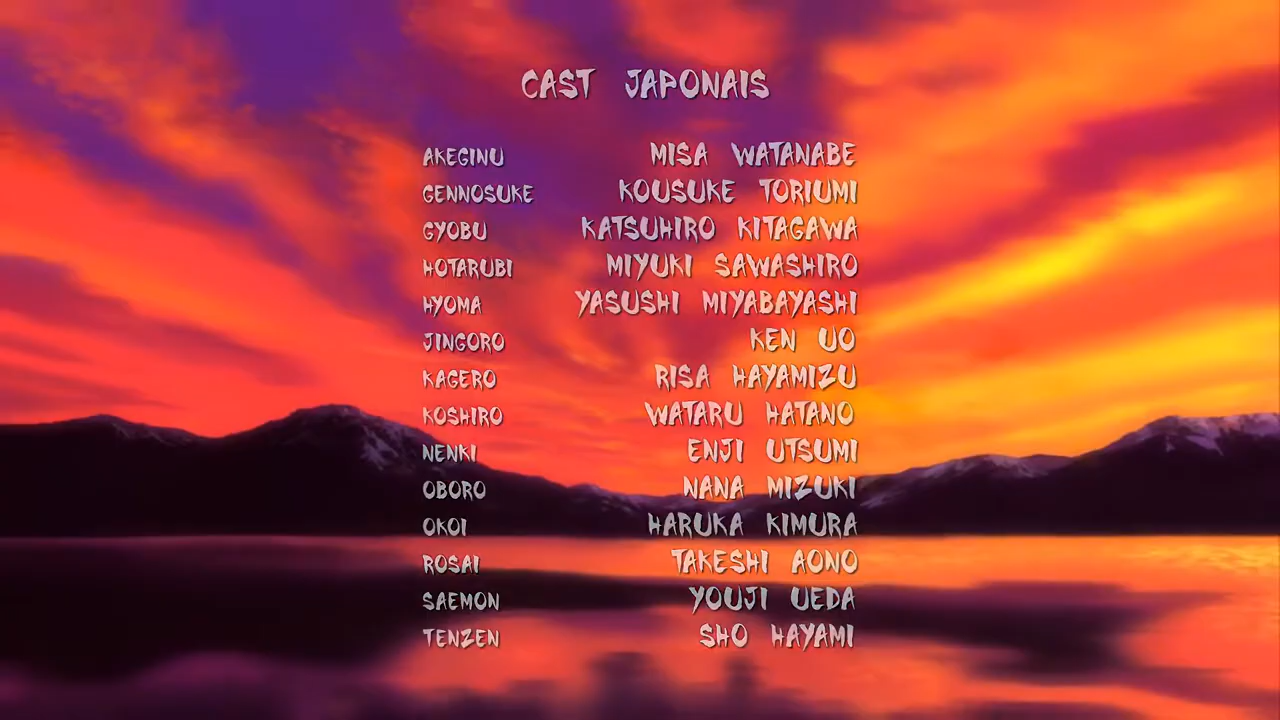 CAST JAPONAIS
AKEGINU MISA WATANABE
GENNOSUKE KOUSUKE TORIUMI
GYOBU KATSUHIRO KITAGAWA
HOTARUBI MIYUKI SAWASHIRO
HYOMA YASUSHI MIYABAYASHI
JINGORO KEN UO
KAGERO RISA HAYAMIZU
KOSHIRO WATARU HATANO
NENKI ENJI UTSUMI
OBORO NANA MIZUKI
OKOI HARUKA KIMURA
ROSAI TAKESHI AONO
SAEMON YOUJI UEDA
TENZEN SHO HAYAMI